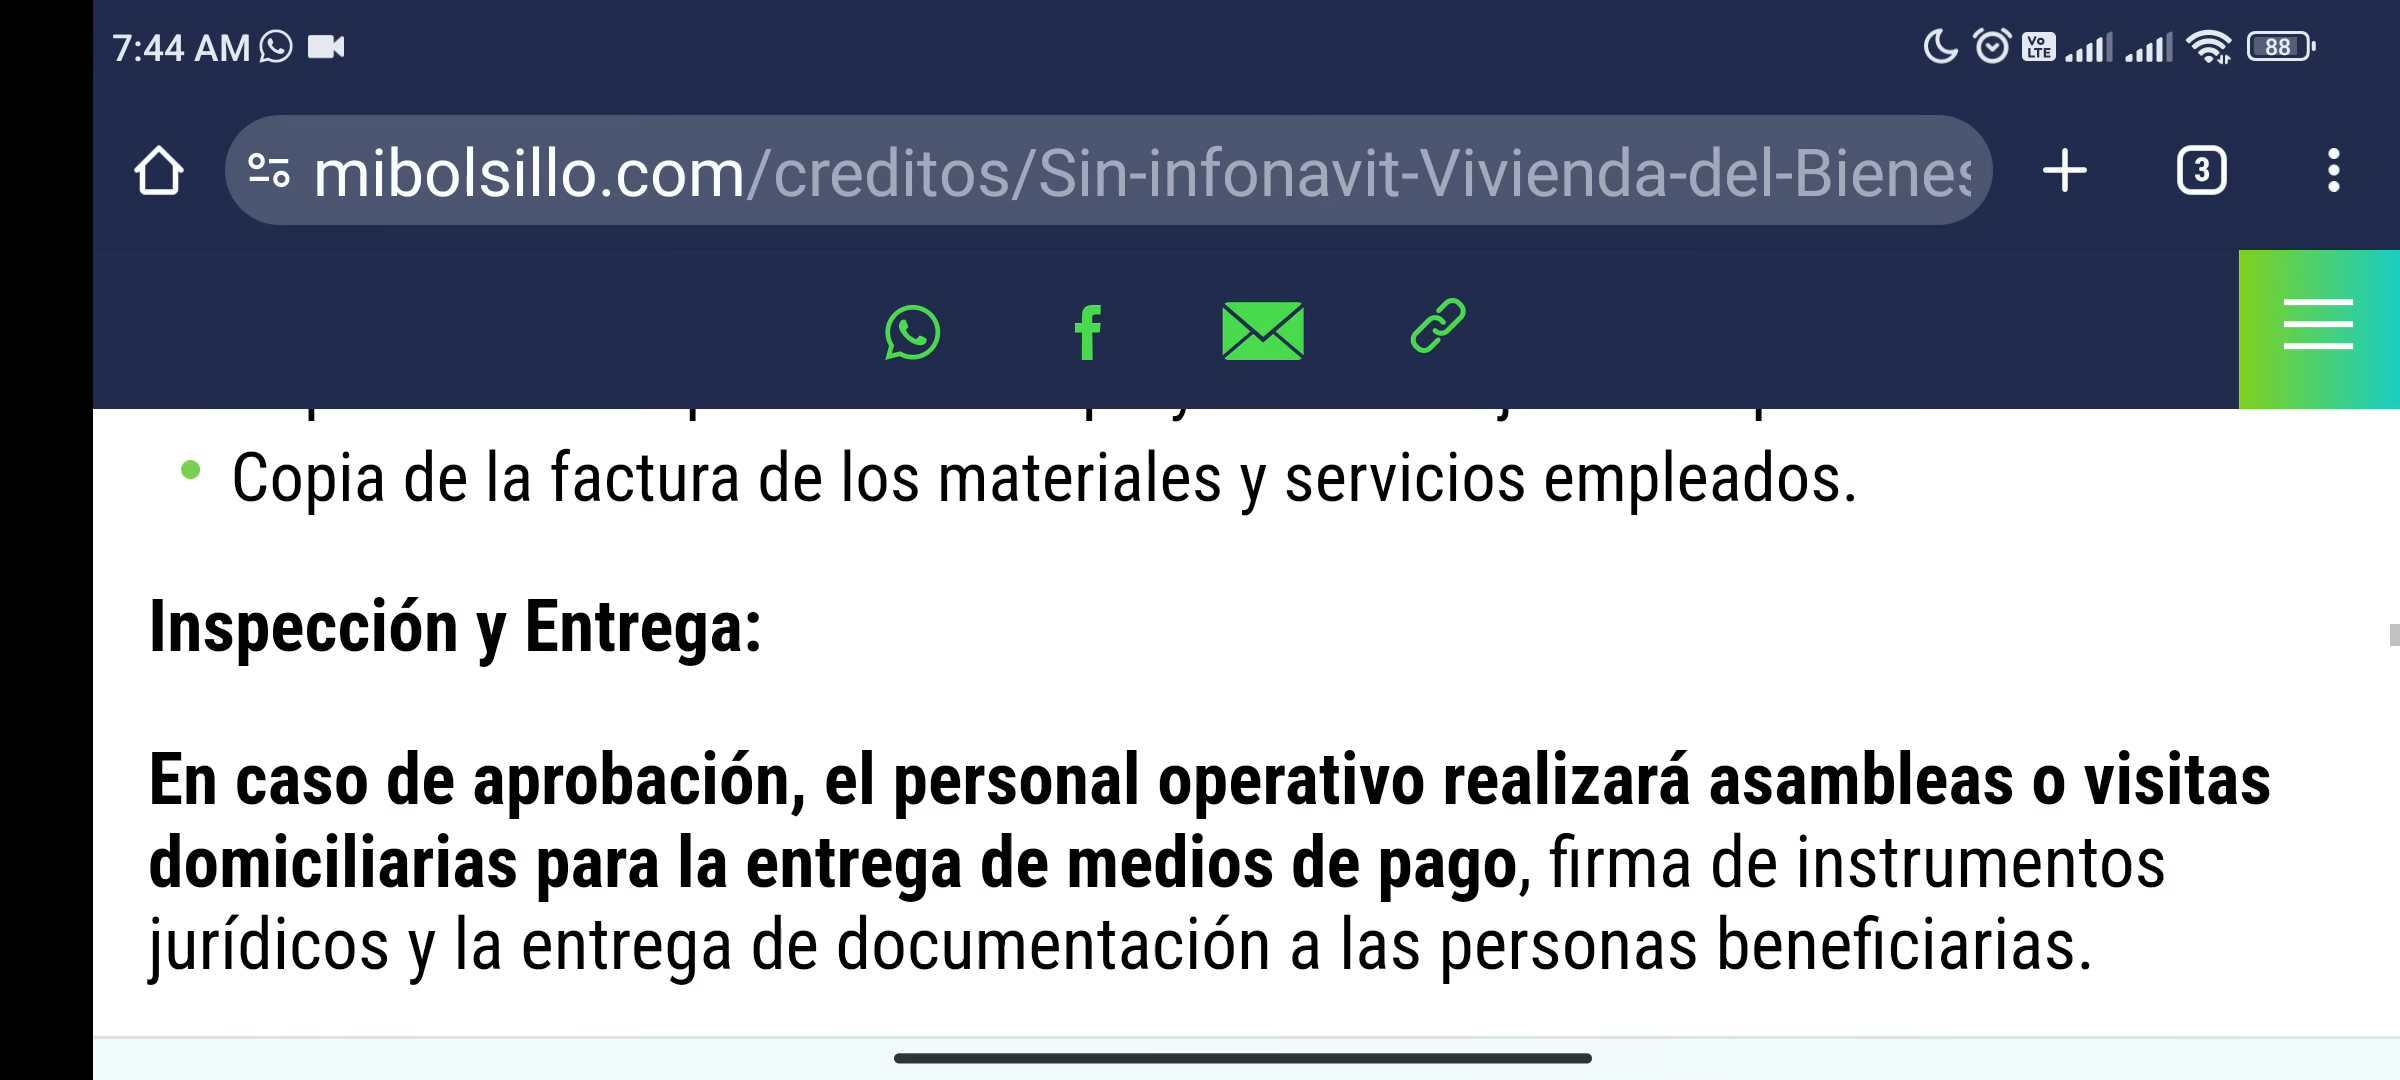 7:44 AM
Vo LTE
88
mibolsillo.com/creditos/Sin-infonavit-Vivienda-del-Bienes
3
Copia de la factura de los materiales y servicios empleados.
Inspección y Entrega:
En caso de aprobación, el personal operativo realizará asambleas o visitas
domiciliarias para la entrega de medios de pago, firma de instrumentos
jurídicos y la entrega de documentación a las personas beneficiarias.